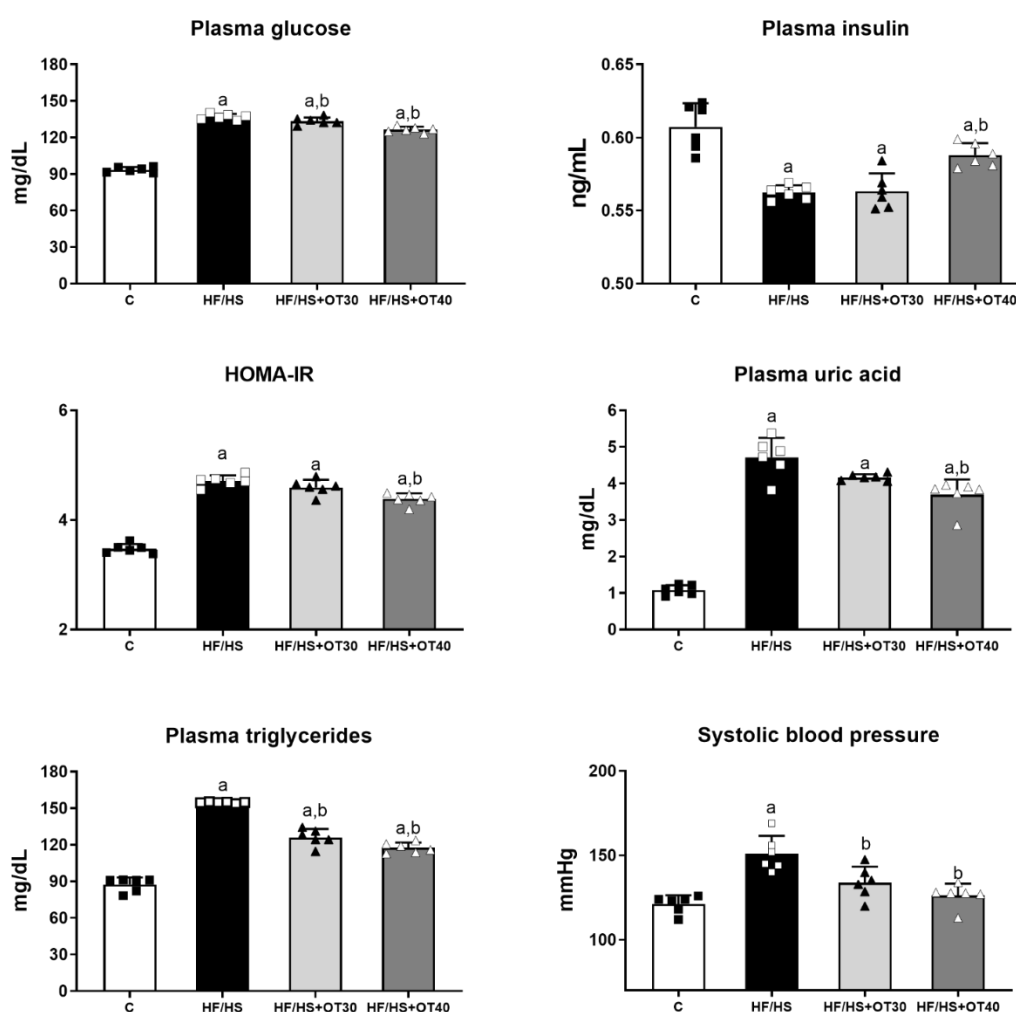 Plasma glucose
180
150
120
90
60
30
0
mg/dL
a
a,b
a,b
C
HF/HS
HF/HS+OT30
HF/HS+OT40
Plasma insulin
0.65
0.60
0.55
0.50
ng/mL
a
a
a,b
C
HF/HS
HF/HS+OT30
HF/HS+OT40
HOMA-IR
6
4
2
a
a
a,b
C
HF/HS
HF/HS+OT30
HF/HS+OT40
Plasma uric acid
6
5
4
3
2
1
0
mg/dL
a
a
a,b
C
HF/HS
HF/HS+OT30
HF/HS+OT40
Plasma triglycerides
180
150
120
90
60
30
0
mg/dL
a
a,b
a,b
C
HF/HS
HF/HS+OT30
HF/HS+OT40
Systolic blood pressure
200
150
100
mmHg
a
b
b
C
HF/HS
HF/HS+OT30
HF/HS+OT40